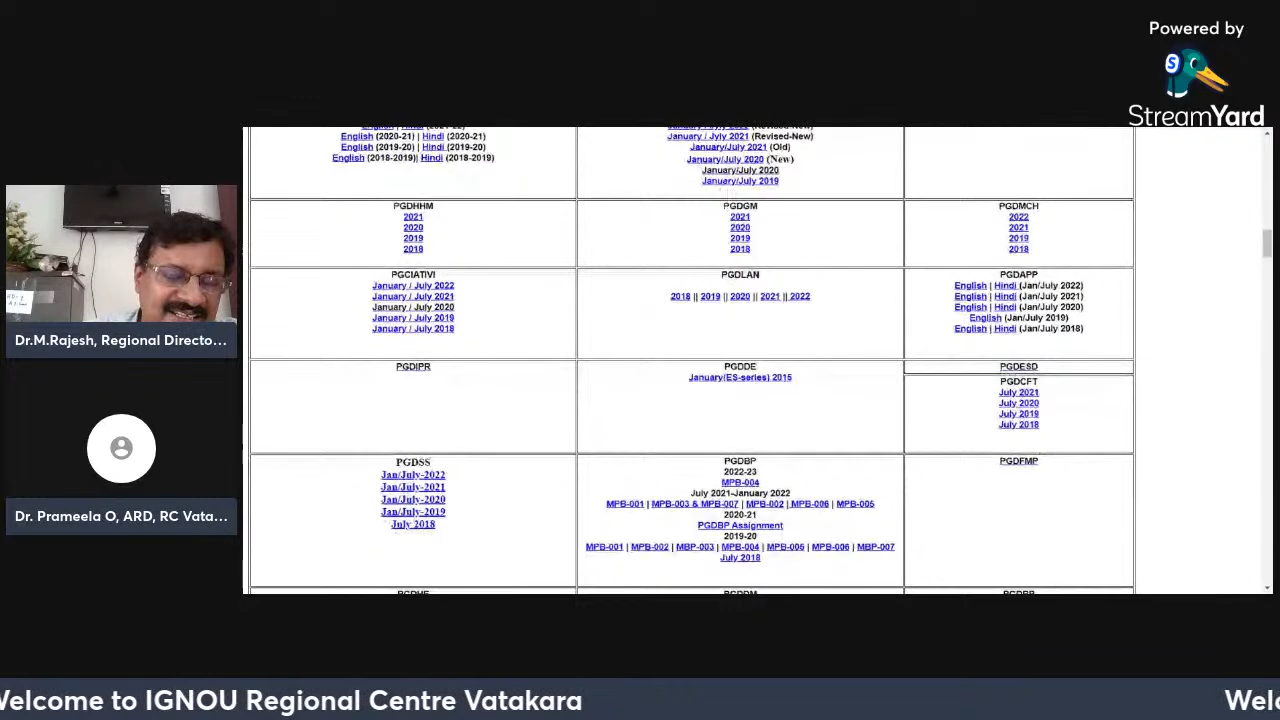 Powered by
StreamYard
English | Hindi (2021-22)
English (2020-21) | Hindi (2020-21)
English (2019-20) | Hindi (2019-20)
English (2018-2019)| Hindi (2018-2019)
January / Jyly 2021 (Revised-New)
January/July 2021 (Old)
January/July 2020 (New)
January/July 2020
January/July 2019
PGDHHM
2021
2020
2019
2018
PGDGM
2021
2020
2019
2018
PGDMCH
2022
2021
2019
2018
PGCIATIVI
January / July 2022
January / July 2021
January / July 2020
January / July 2019
January / July 2018
PGDLAN
2018 || 2019 || 2020 || 2021 || 2022
PGDAPP
English | Hindi (Jan/July 2022)
English | Hindi (Jan/July 2021)
English | Hindi (Jan/July 2020)
English (Jan/July 2019)
English | Hindi (Jan/July 2018)
PGDIPR
PGDDE
January(ES-series) 2015
PGDESD
PGDCFT
July 2021
July 2020
July 2019
July 2018
PGDSS
Jan/July-2022
Jan/July-2021
Jan/July-2020
Jan/July-2019
July 2018
PGDBP
2022-23
MPB-004
July 2021-January 2022
MPB-001 | MPB-003 & MPB-007 | MPB-002 | MPB-006 | MPB-005
2020-21
PGDBP Assignment
2019-20
MPB-001 | MPB-002 | MBP-003 | MPB-004 | MPB-005 | MPB-006 | MBP-007
July 2018
PGDFMP
Dr.M.Rajesh, Regional Directo...
Dr. Prameela O, ARD, RC Vata...
Welcome to IGNOU Regional Centre Vatakara
Welc